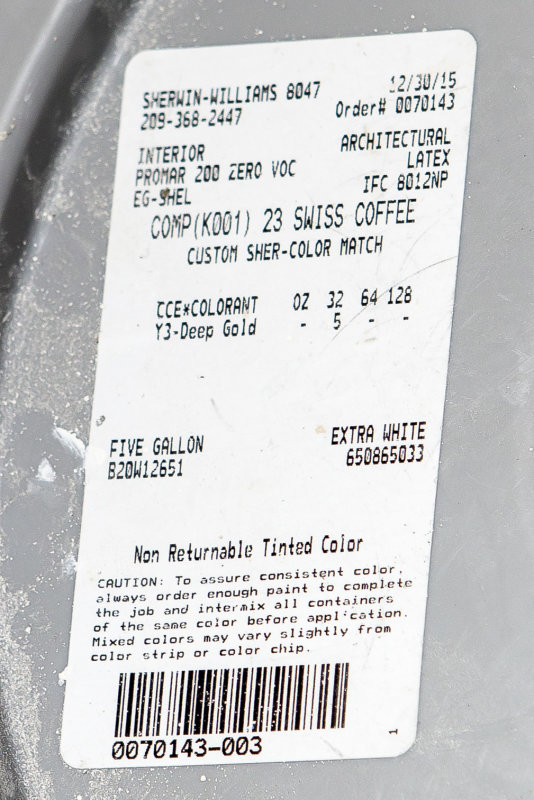 SHERWIN-WILLIAMS 8047 12/30/15
209-368-2447 Order# 0070143
INTERIOR ARCHITECTURAL
PROMAR 200 ZERO VOC LATEX
EG-SHEL IFC 8012NP
COMP(K001) 23 SWISS COFFEE
CUSTOM SHER-COLOR MATCH
CCE*COLORANT OZ 32 64 128
Y3-Deep Gold - 5 - -
FIVE GALLON EXTRA WHITE
B20W12651 650865033
Non Returnable Tinted Color
CAUTION: To assure consistent color,
always order enough paint to complete
the job and intermix all containers
of the same color before application.
Mixed colors may vary slightly from
color strip or color chip.
0070143-003 1